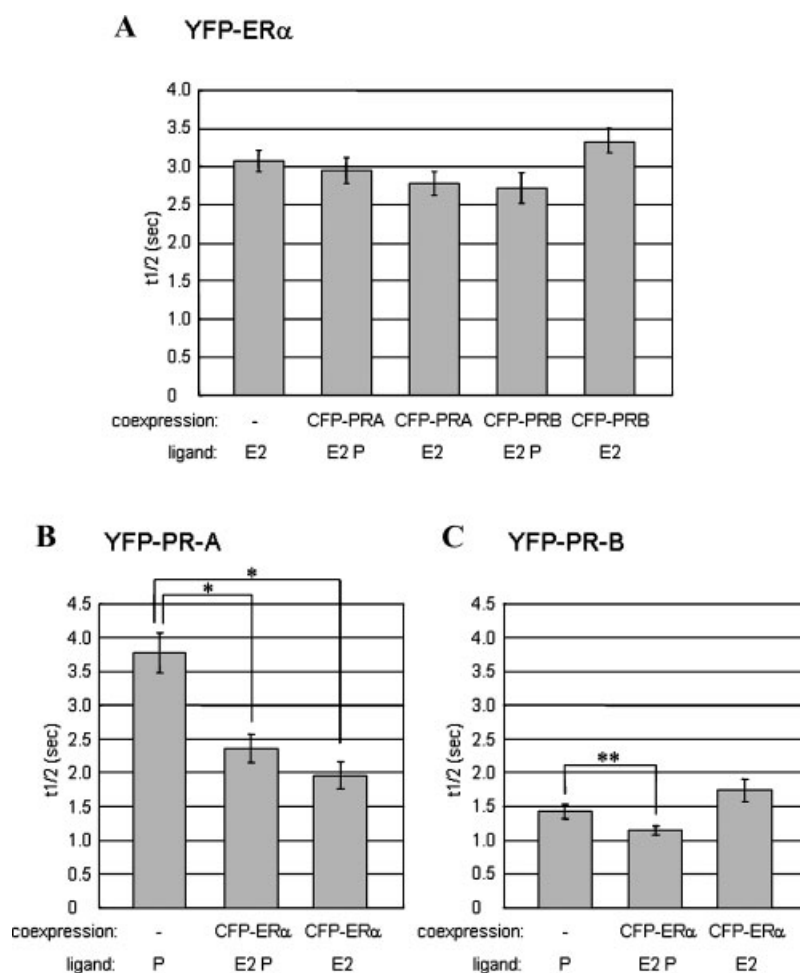 A YFP-ERα
4.0
3.5
3.0
2.5
2.0
1.5
1.0
0.5
0
t1/2 (sec)
coexpression: - CFP-PRA CFP-PRA CFP-PRB CFP-PRB
ligand: E2 E2 P E2 E2 P E2
B YFP-PR-A
*
*
4.5
4.0
3.5
3.0
2.5
2.0
1.5
1.0
0.5
0
t1/2 (sec)
coexpression: - CFP-ERα CFP-ERα
ligand: P E2 P E2
C YFP-PR-B
4.5
4.0
3.5
3.0
2.5
2.0
1.5
1.0
0.5
0
t1/2 (sec)
**
coexpression: - CFP-ERα CFP-ERα
ligand: P E2 P E2